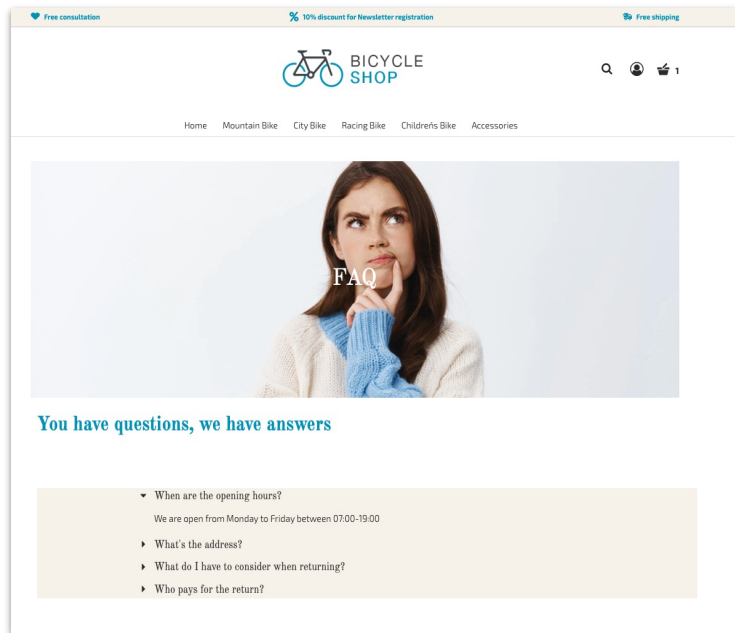 Free consultation
10% discount for Newsletter registration
Free shipping
BICYCLE
SHOP
1
Home Mountain Bike City Bike Racing Bike Childreńs Bike Accessories
FAQ
You have questions, we have answers
When are the opening hours?
We are open from Monday to Friday between 07:00-19:00
What's the address?
What do I have to consider when returning?
Who pays for the return?